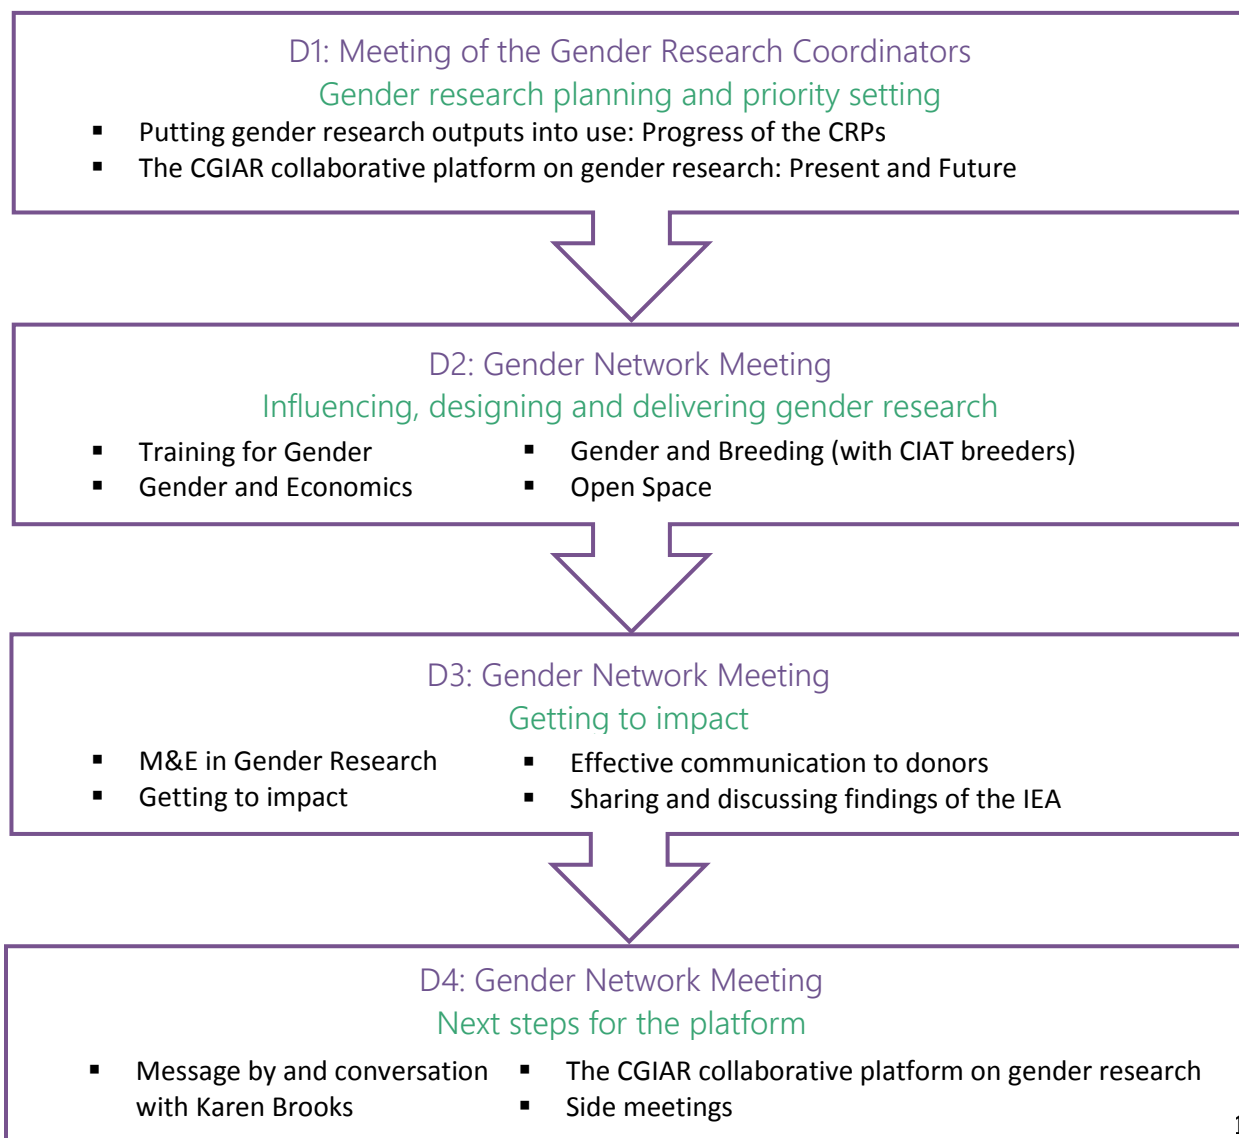 D1: Meeting of the Gender Research Coordinators
Gender research planning and priority setting
▪ Putting gender research outputs into use: Progress of the CRPs
▪ The CGIAR collaborative platform on gender research: Present and Future
D2: Gender Network Meeting
Influencing, designing and delivering gender research
▪ Training for Gender
▪ Gender and Economics
▪ Gender and Breeding (with CIAT breeders)
▪ Open Space
D3: Gender Network Meeting
Getting to impact
▪ M&E in Gender Research
▪ Getting to impact
▪ Effective communication to donors
▪ Sharing and discussing findings of the IEA
D4: Gender Network Meeting
Next steps for the platform
▪ Message by and conversation
with Karen Brooks
▪ The CGIAR collaborative platform on gender research
▪ Side meetings
1